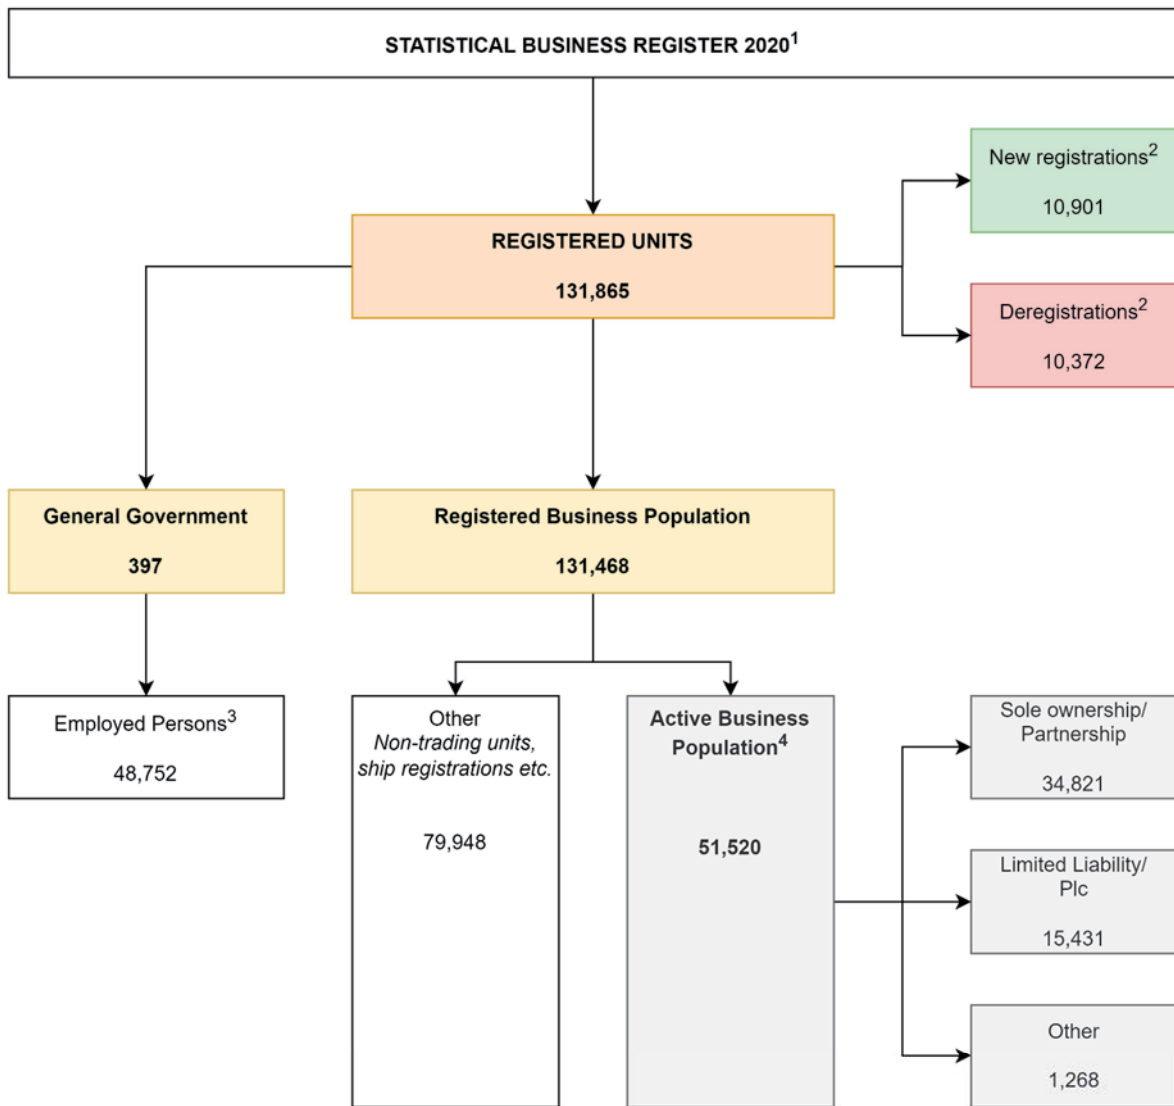 STATISTICAL BUSINESS REGISTER 2020¹
New registrations²
10,901
REGISTERED UNITS
131,865
Deregistrations²
10,372
General Government
397
Registered Business Population
131,468
Employed Persons³
48,752
Other
Non-trading units,
ship registrations etc.
79,948
Active Business
Population⁴
51,520
Sole ownership/
Partnership
34,821
Limited Liability/
Plc
15,431
Other
1,268